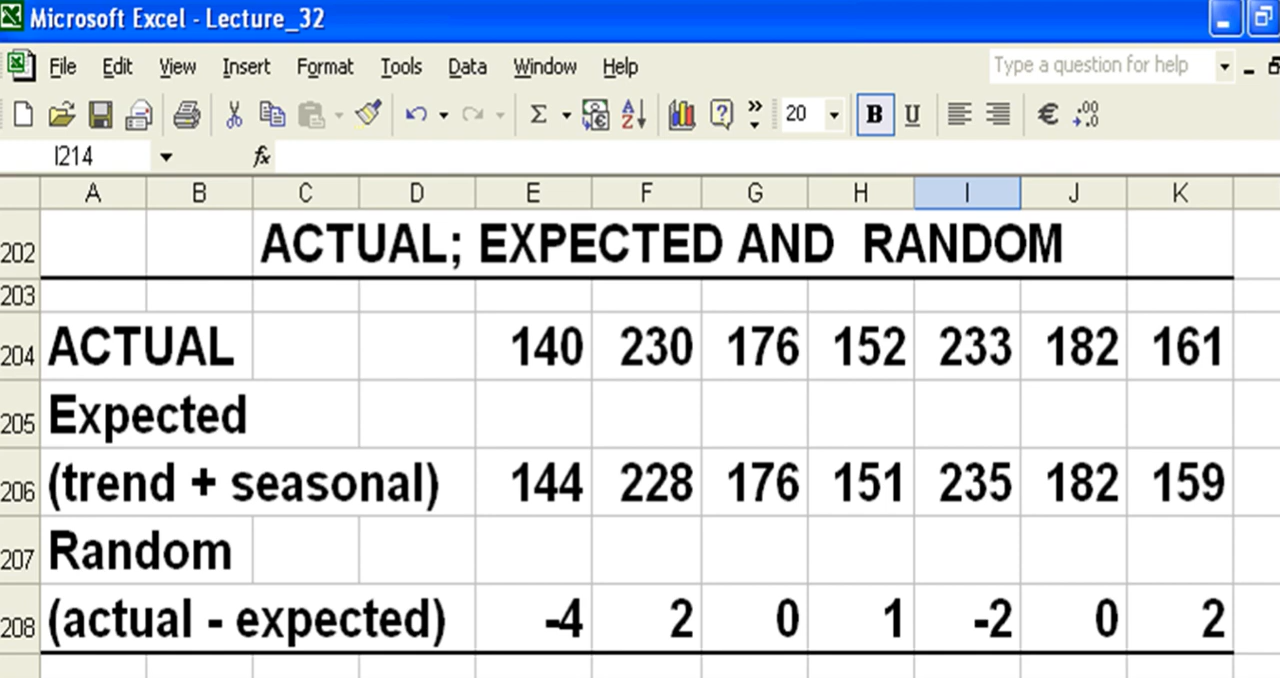 Microsoft Excel - Lecture_32
File Edit View Insert Format Tools Data Window Help Type a question for help
Σ A Z ? » 20 B U € .00 .0
I214 fx
A B C D E F G H I J K
202 ACTUAL; EXPECTED AND RANDOM
203
204 ACTUAL 140 230 176 152 233 182 161
205 Expected
206 (trend + seasonal) 144 228 176 151 235 182 159
207 Random
208 (actual - expected) -4 2 0 1 -2 0 2